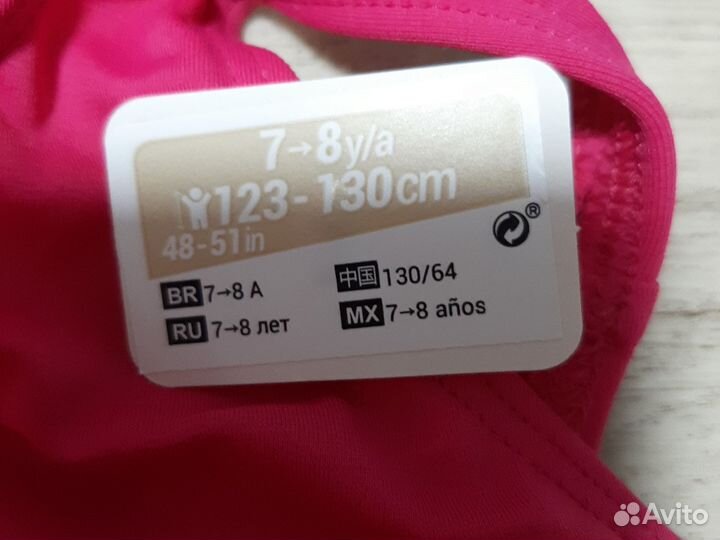 7→8 y/a
123-130cm
48-51in
®
BR 7→8 A
中国 130/64
RU 7→8 лет
MX 7→8 años
Avito